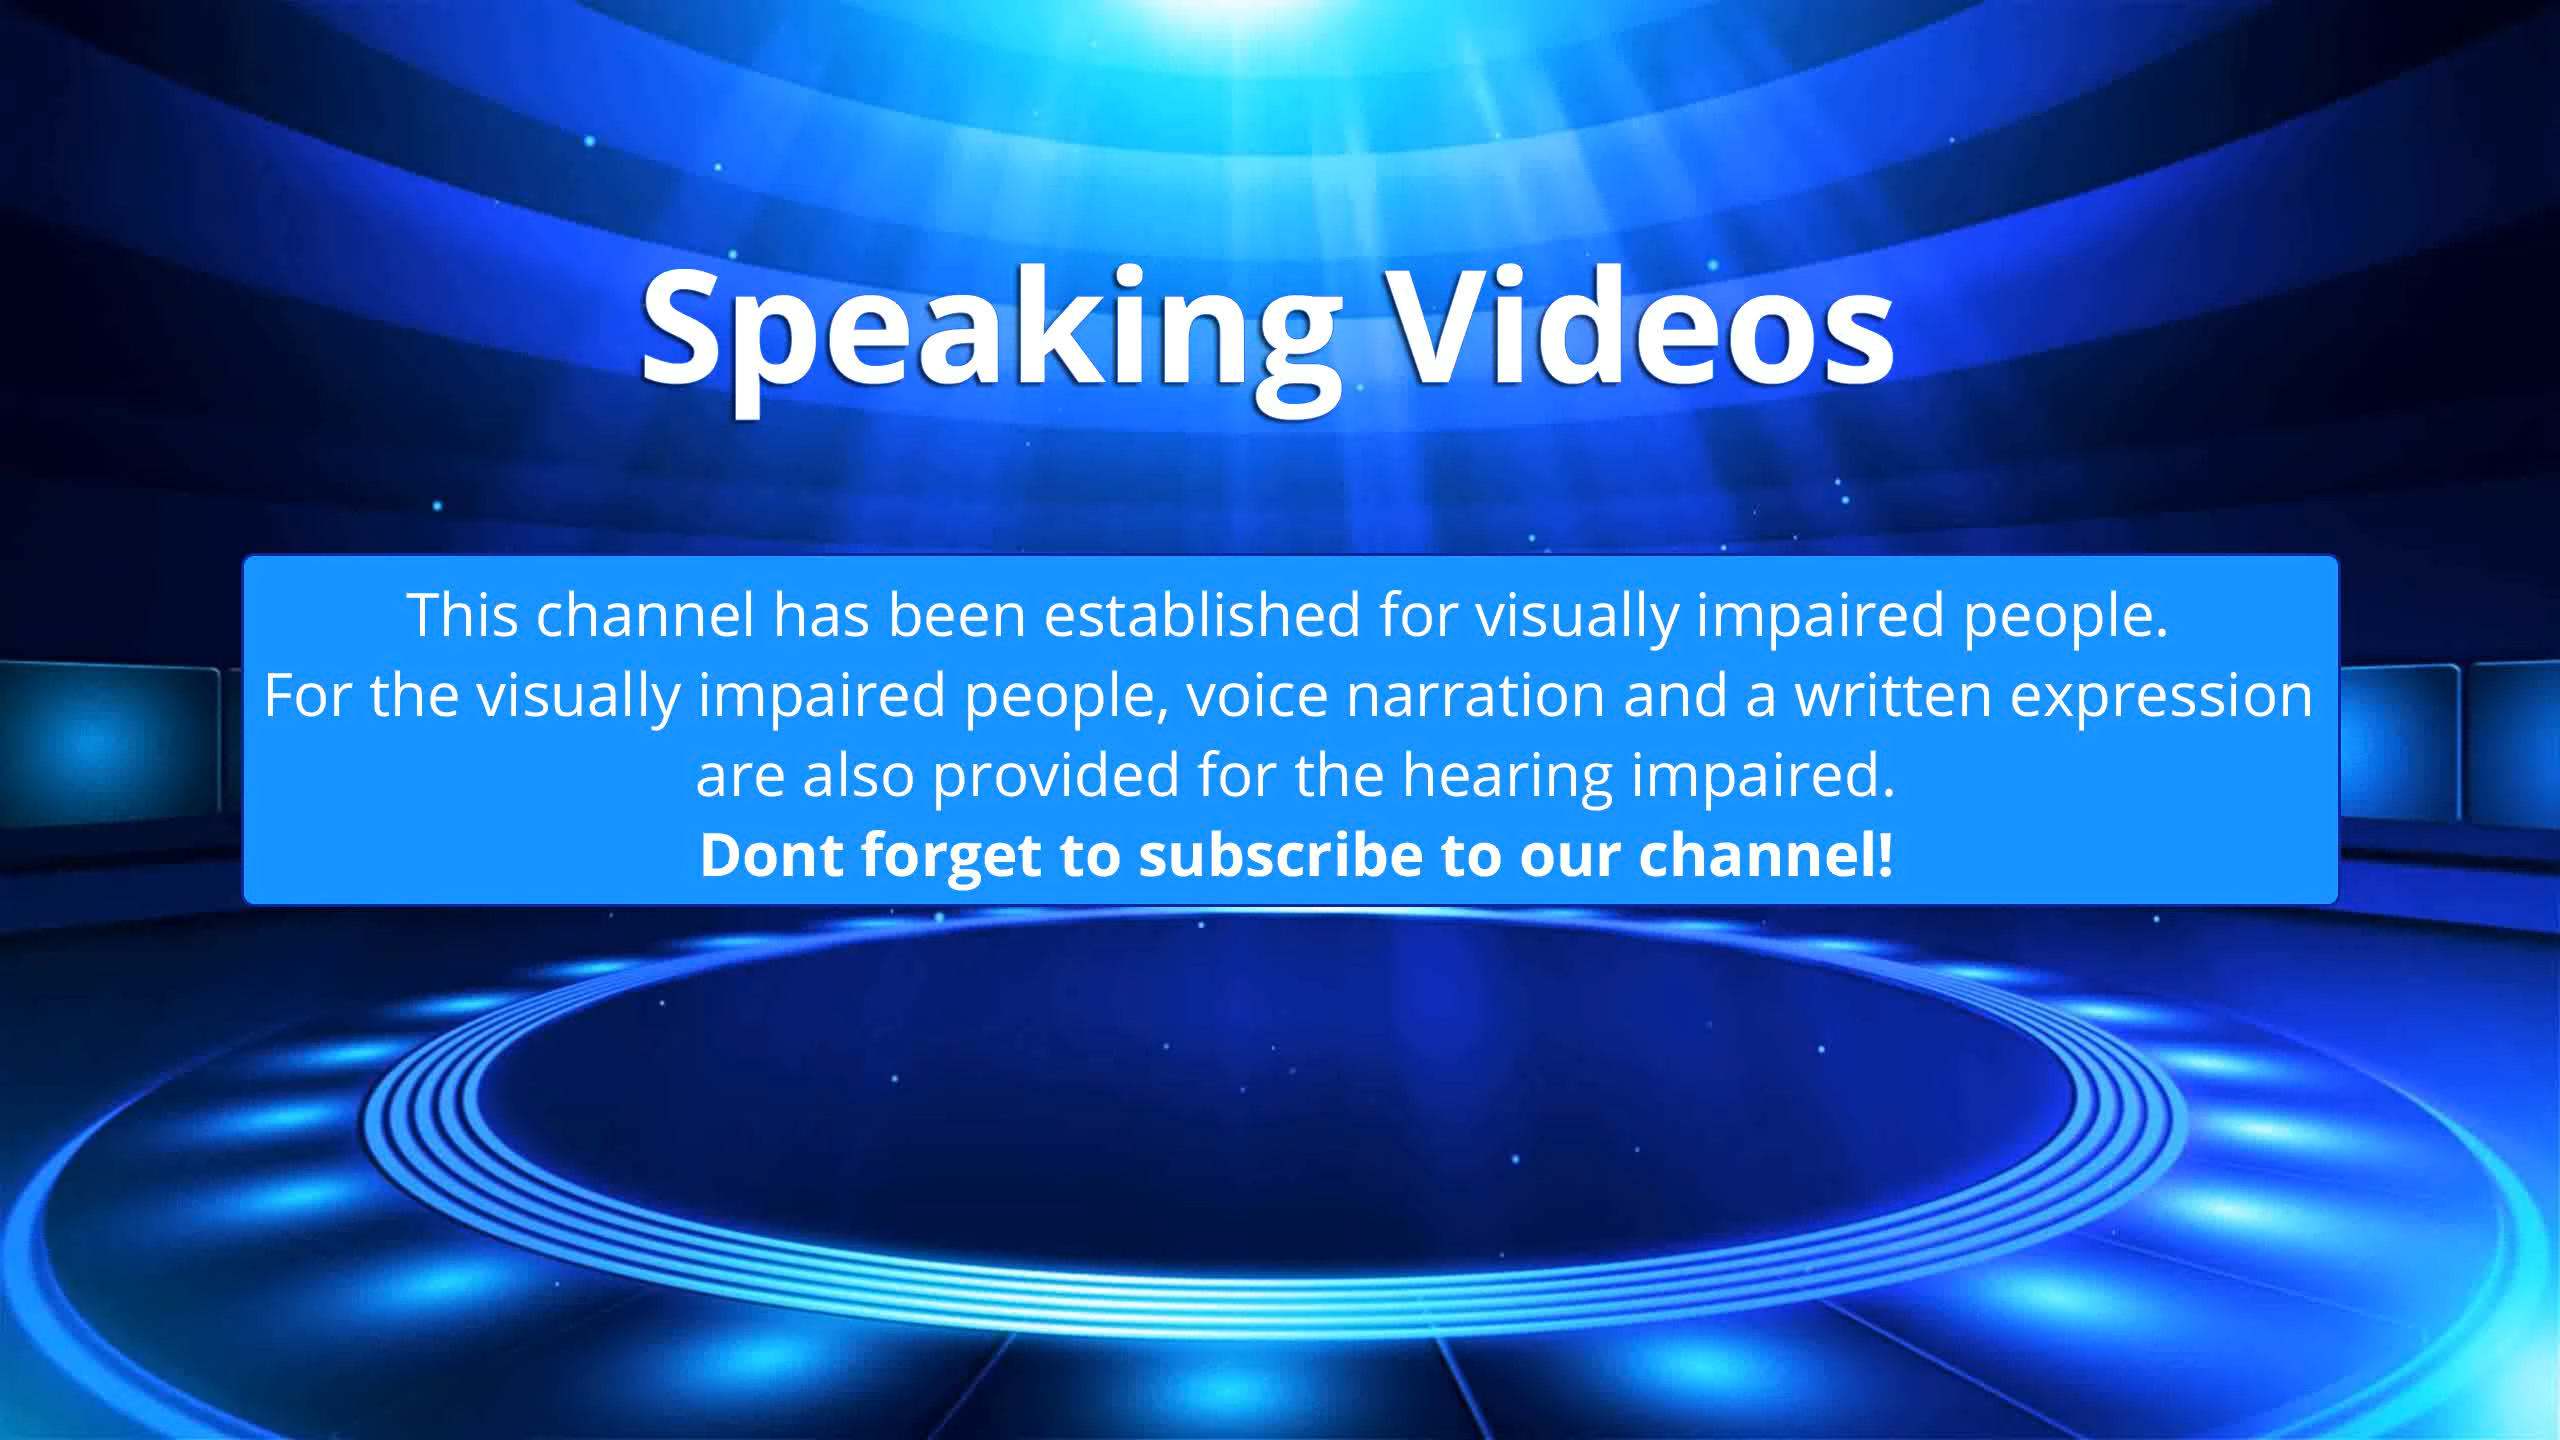 Speaking Videos
This channel has been established for visually impaired people.
For the visually impaired people, voice narration and a written expression
are also provided for the hearing impaired.
Dont forget to subscribe to our channel!